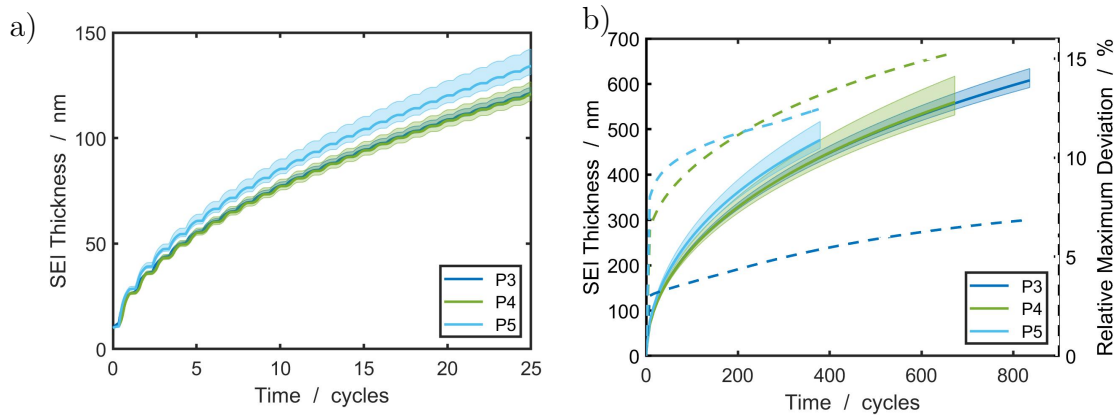 a)
150
100
50
0
SEI Thickness / nm
0 5 10 15 20 25
Time / cycles
P3
P4
P5
b)
700
600
500
400
300
200
100
0
SEI Thickness / nm
0 200 400 600 800
Time / cycles
15
10
5
0
Relative Maximum Deviation / %
P3
P4
P5